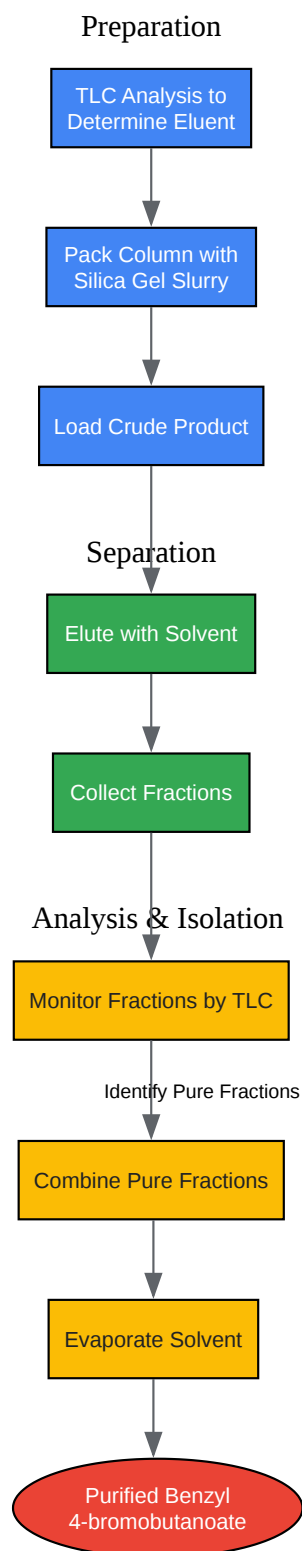 Preparation
TLC Analysis to
Determine Eluent
Pack Column with
Silica Gel Slurry
Load Crude Product
Separation
Elute with Solvent
Collect Fractions
Analysis & Isolation
Monitor Fractions by TLC
Identify Pure Fractions
Combine Pure Fractions
Evaporate Solvent
Purified Benzyl
4-bromobutanoate